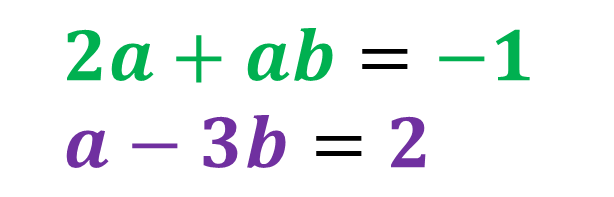 2a + ab = −1
a − 3b = 2